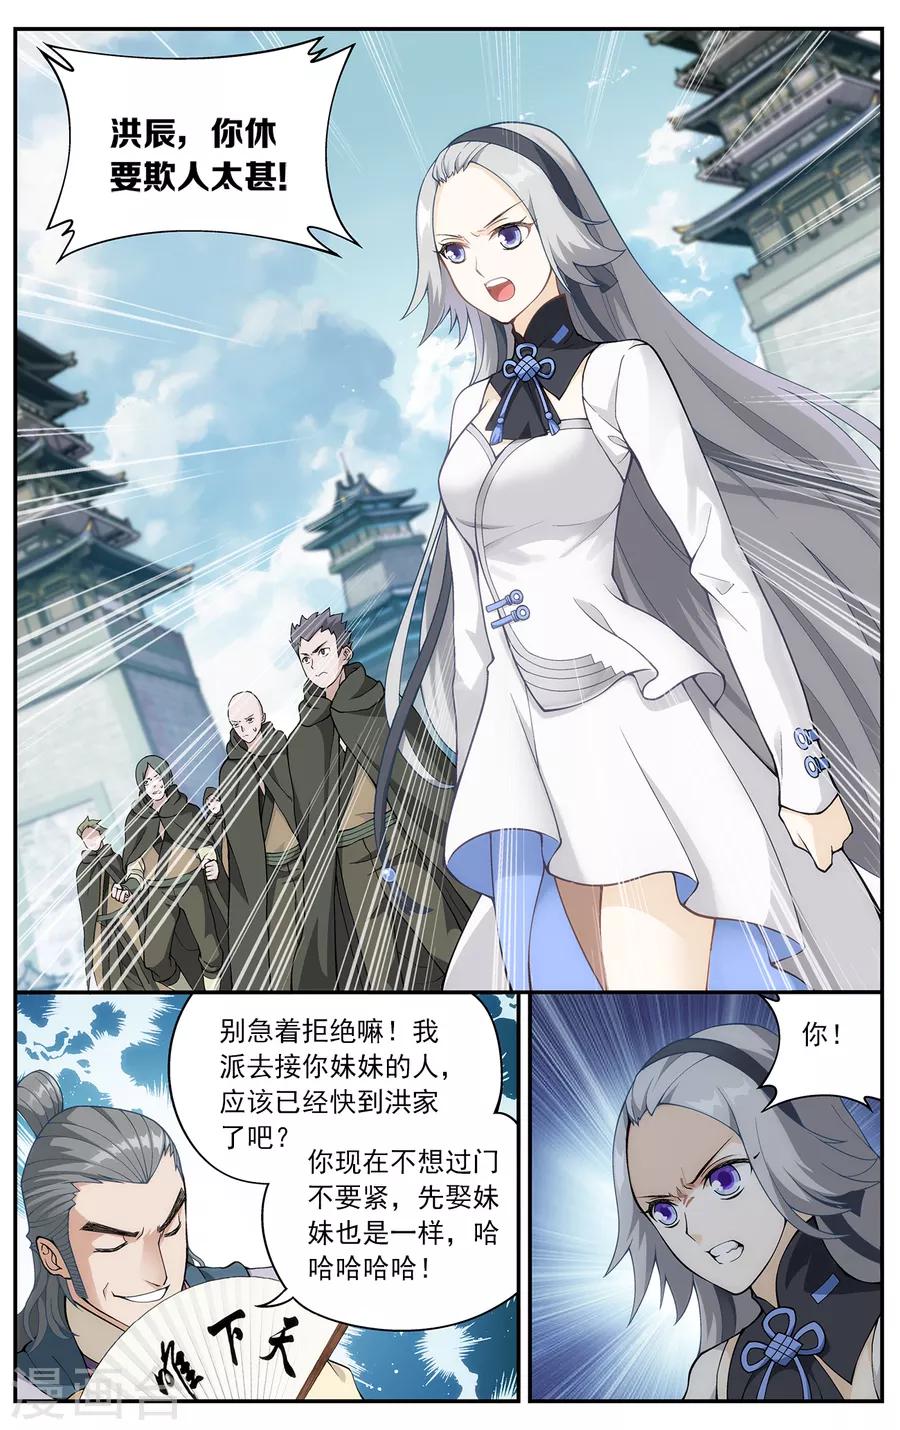 洪辰，你休
要欺人太甚！
别急着拒绝嘛！我
派去接你妹妹的人，
应该已经快到洪家
了吧？
你现在不想过门
不要紧，先娶妹
妹也是一样，哈
哈哈哈哈！
你！
天下
漫画台